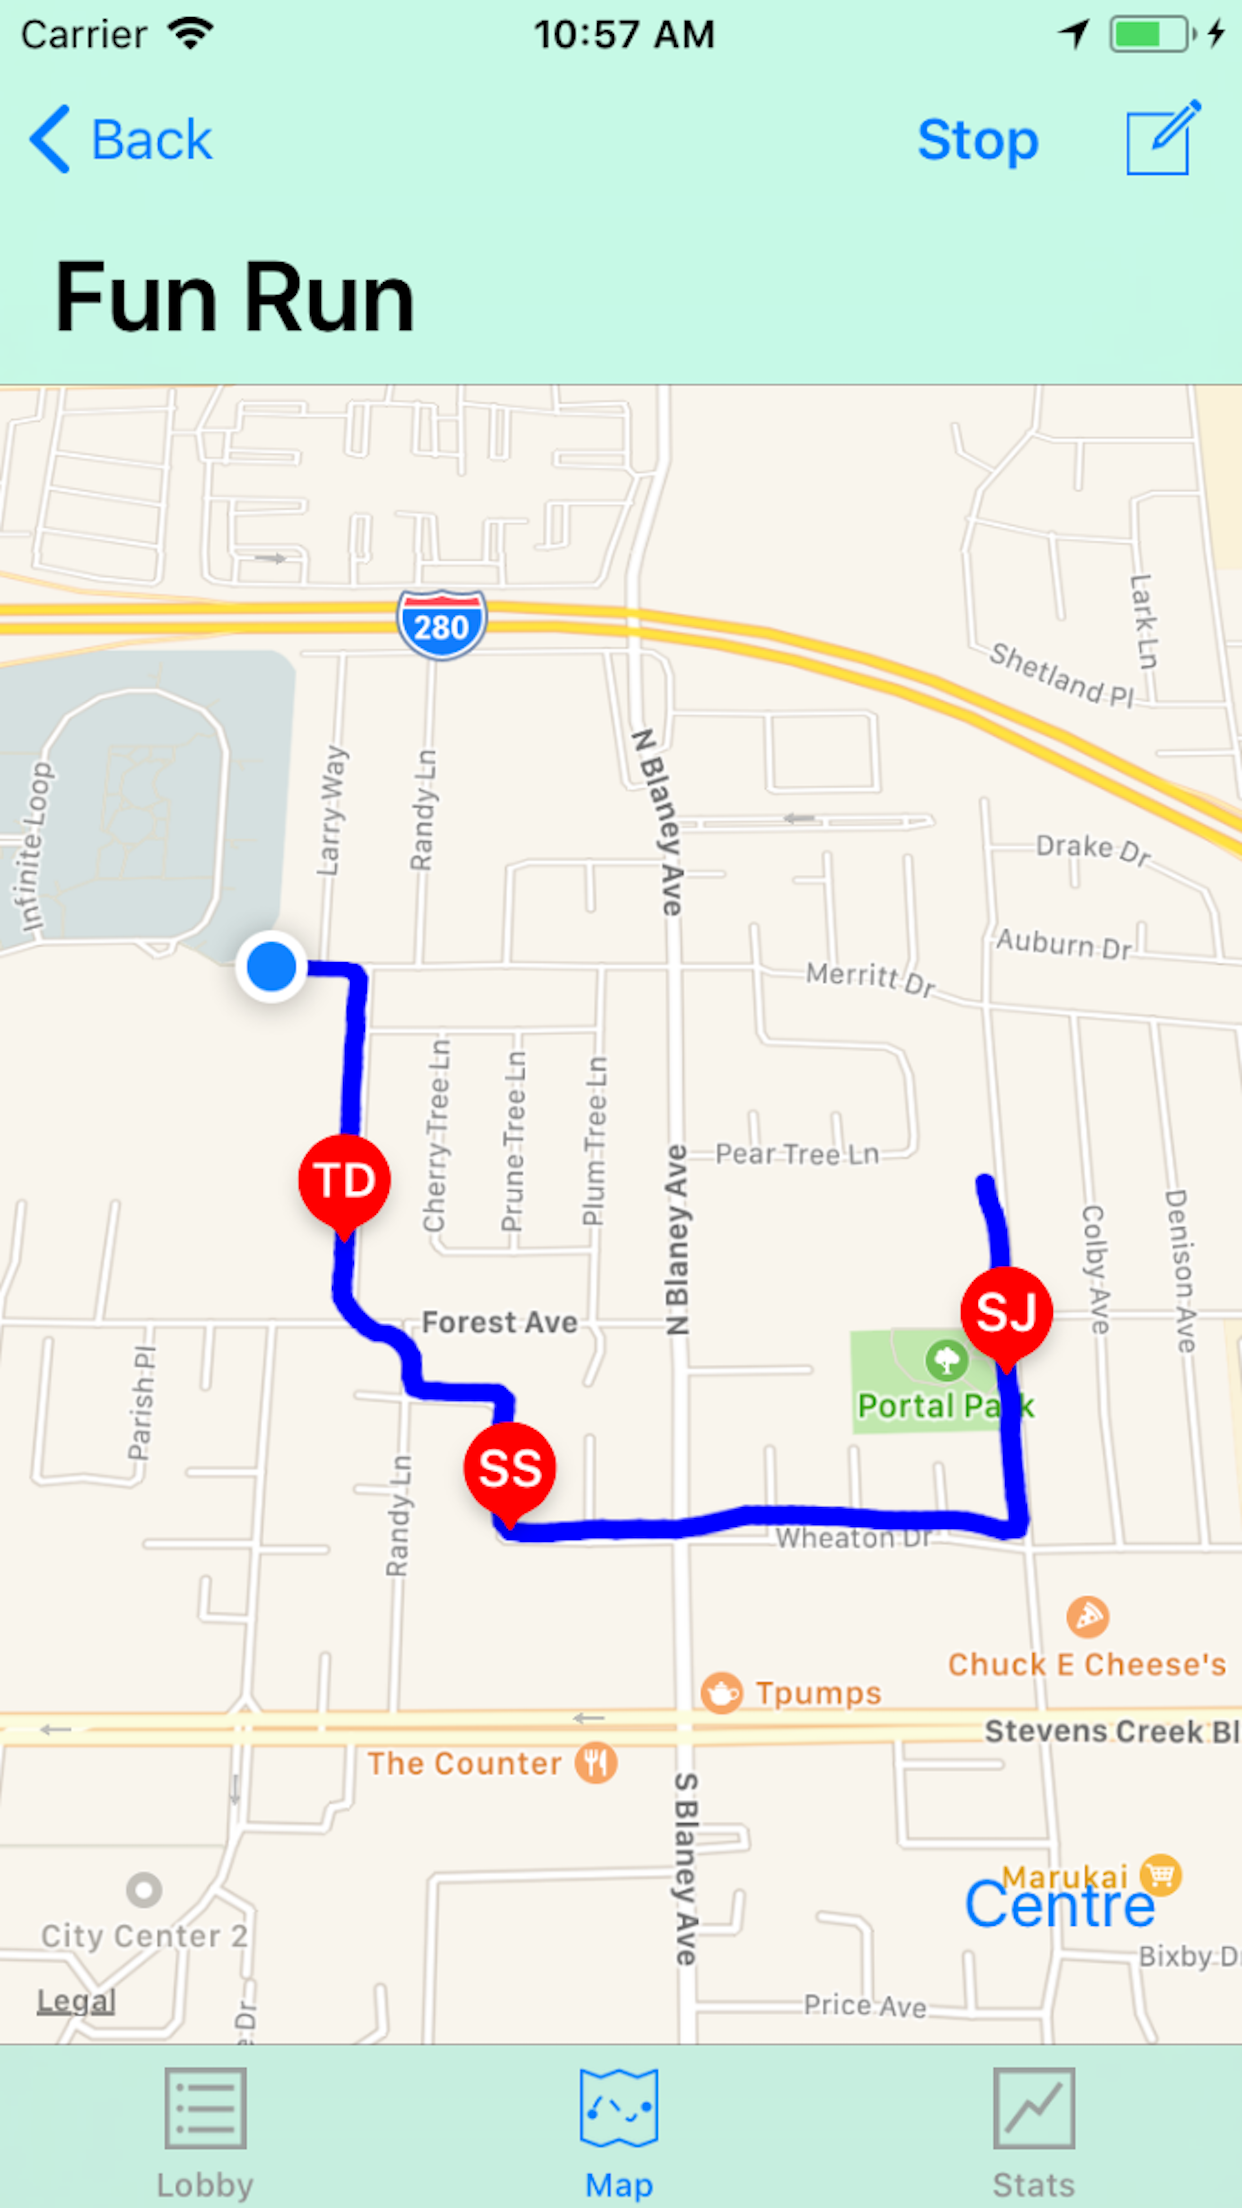 Carrier 10:57 AM
Back Stop
Fun Run
280
Lark Ln
Shetland Pl
N Blaney Ave
Larry Way
Randy Ln
Infinite Loop
Drake Dr
Auburn Dr
Merritt Dr
Cherry Tree Ln
Prune Tree Ln
Plum Tree Ln
N Blaney Ave
Pear Tree Ln
TD
Colby Ave
Denison Ave
SJ
Forest Ave
Parish Pl
Portal Park
SS
Randy Ln
Wheaton Dr
Chuck E Cheese's
Tpumps
Stevens Creek Bl
The Counter
S Blaney Ave
Marukai
Centre
City Center 2
Bixby D
Legal
e Dr
Price Ave
Lobby Map Stats